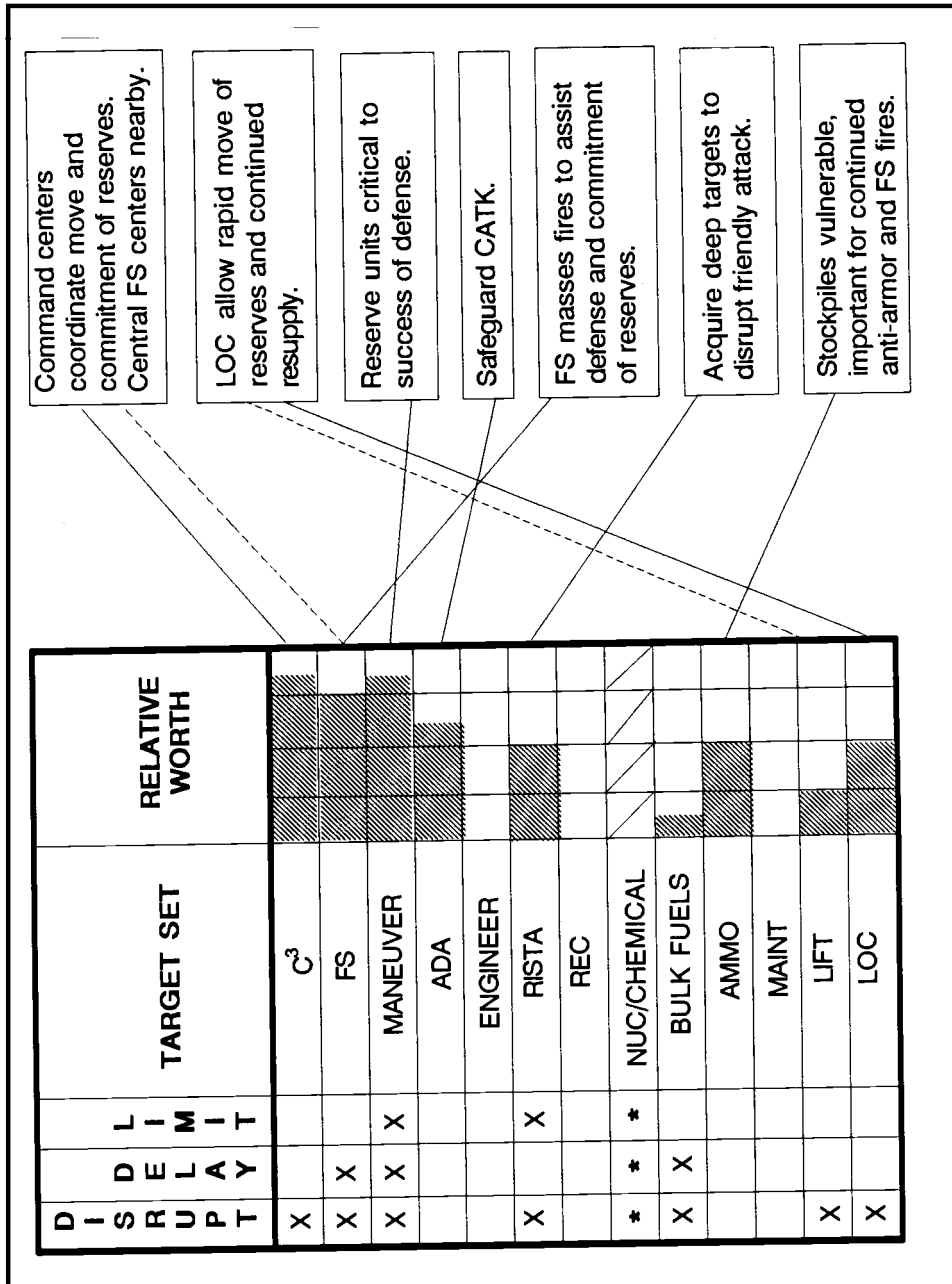 DISRUPT
DELAY
LIMIT
TARGET SET
RELATIVE
WORTH
X C³
X X FS
X X X MANEUVER
ADA
ENGINEER
X X RISTA
REC
* * * NUC/CHEMICAL
X X BULK FUELS
AMMO
MAINT
X LIFT
X LOC
Command centers
coordinate move and
commitment of reserves.
Central FS centers nearby.
LOC allow rapid move of
reserves and continued
resupply.
Reserve units critical to
success of defense.
Safeguard CATK.
FS masses fires to assist
defense and commitment
of reserves.
Acquire deep targets to
disrupt friendly attack.
Stockpiles vulnerable,
important for continued
anti-armor and FS fires.